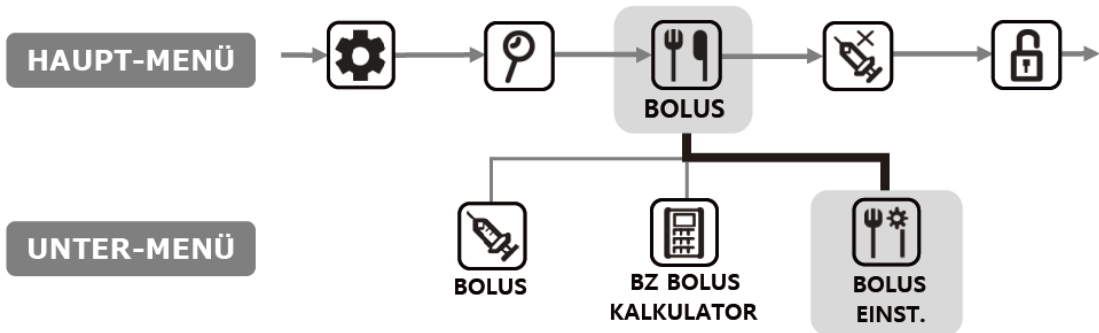 HAUPT-MENÜ
BOLUS
UNTER-MENÜ
BOLUS
BZ BOLUS
KALKULATOR
BOLUS
EINST.